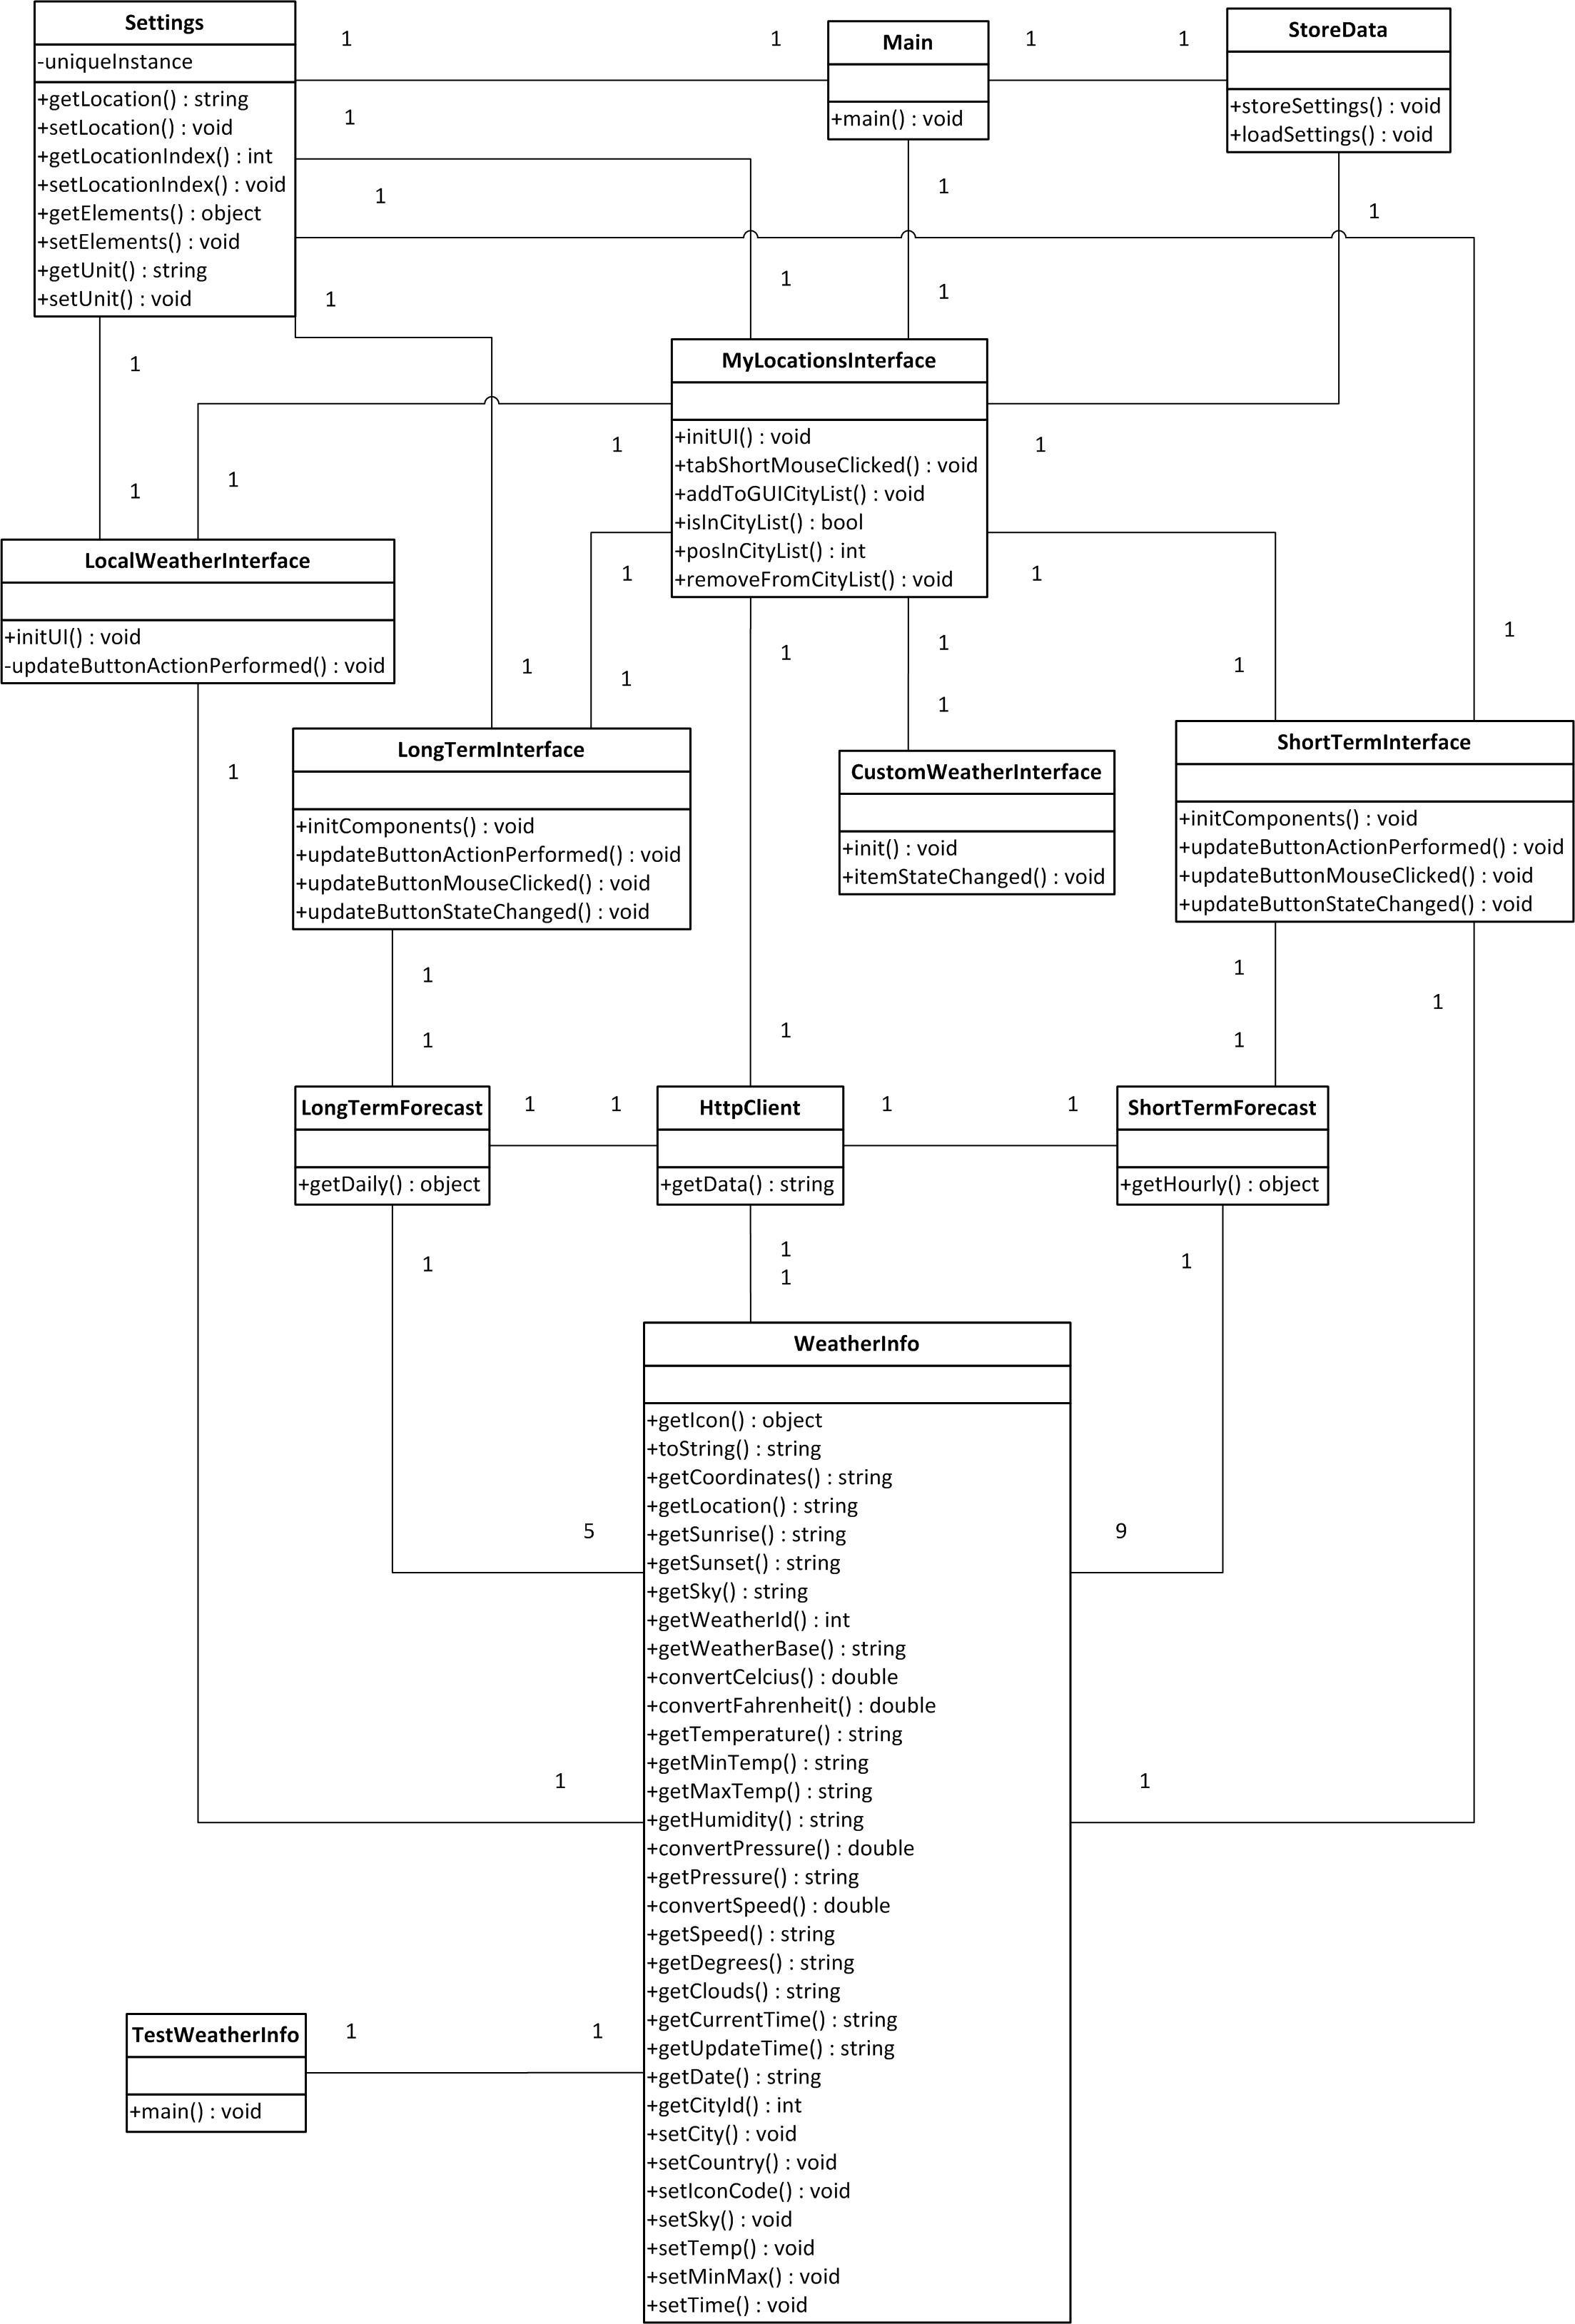 Settings
-uniqueInstance
+getLocation() : string
+setLocation() : void
+getLocationIndex() : int
+setLocationIndex() : void
+getElements() : object
+setElements() : void
+getUnit() : string
+setUnit() : void
1
1
Main
+main() : void
1
1
StoreData
+storeSettings() : void
+loadSettings() : void
1
1
1
1
1
1
1
1
1
MyLocationsInterface
+initUI() : void
+tabShortMouseClicked() : void
+addToGUICityList() : void
+isInCityList() : bool
+posInCityList() : int
+removeFromCityList() : void
1
1
1
1
1
1
LocalWeatherInterface
+initUI() : void
-updateButtonActionPerformed() : void
1
1
1
1
1
1
1
1
1
LongTermInterface
+initComponents() : void
+updateButtonActionPerformed() : void
+updateButtonMouseClicked() : void
+updateButtonStateChanged() : void
CustomWeatherInterface
+init() : void
+itemStateChanged() : void
ShortTermInterface
+initComponents() : void
+updateButtonActionPerformed() : void
+updateButtonMouseClicked() : void
+updateButtonStateChanged() : void
1
1
1
1
1
1
LongTermForecast
+getDaily() : object
1
1
HttpClient
+getData() : string
1
1
ShortTermForecast
+getHourly() : object
1
1
1
1
WeatherInfo
+getIcon() : object
+toString() : string
+getCoordinates() : string
+getLocation() : string
+getSunrise() : string
+getSunset() : string
+getSky() : string
+getWeatherId() : int
+getWeatherBase() : string
+convertCelcius() : double
+convertFahrenheit() : double
+getTemperature() : string
+getMinTemp() : string
+getMaxTemp() : string
+getHumidity() : string
+convertPressure() : double
+getPressure() : string
+convertSpeed() : double
+getSpeed() : string
+getDegrees() : string
+getClouds() : string
+getCurrentTime() : string
+getUpdateTime() : string
+getDate() : string
+getCityId() : int
+setCity() : void
+setCountry() : void
+setIconCode() : void
+setSky() : void
+setTemp() : void
+setMinMax() : void
+setTime() : void
5
9
1
1
TestWeatherInfo
+main() : void
1
1